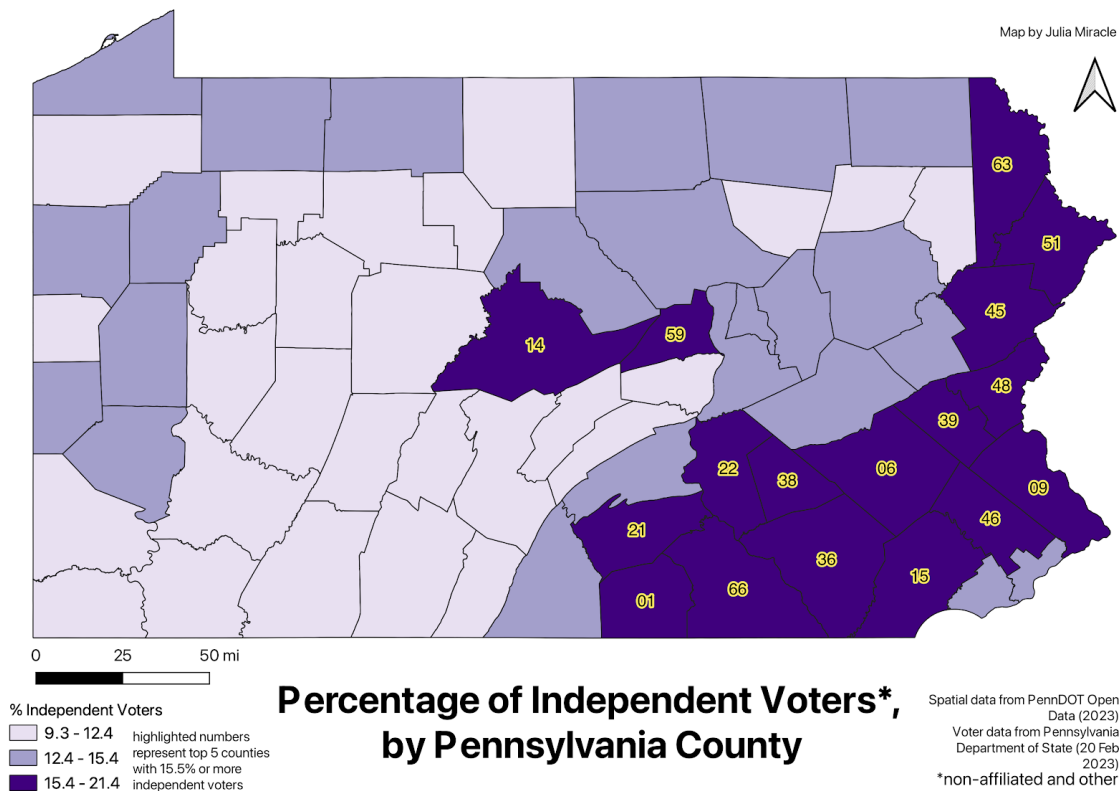 Map by Julia Miracle
63
51
45
14
59
48
39
22
38
06
09
21
46
36
15
66
01
0 25 50 mi
Percentage of Independent Voters*,
by Pennsylvania County
% Independent Voters
9.3 - 12.4
12.4 - 15.4
15.4 - 21.4
highlighted numbers
represent top 5 counties
with 15.5% or more
independent voters
Spatial data from PennDOT Open
Data (2023)
Voter data from Pennsylvania
Department of State (20 Feb
2023)
*non-affiliated and other